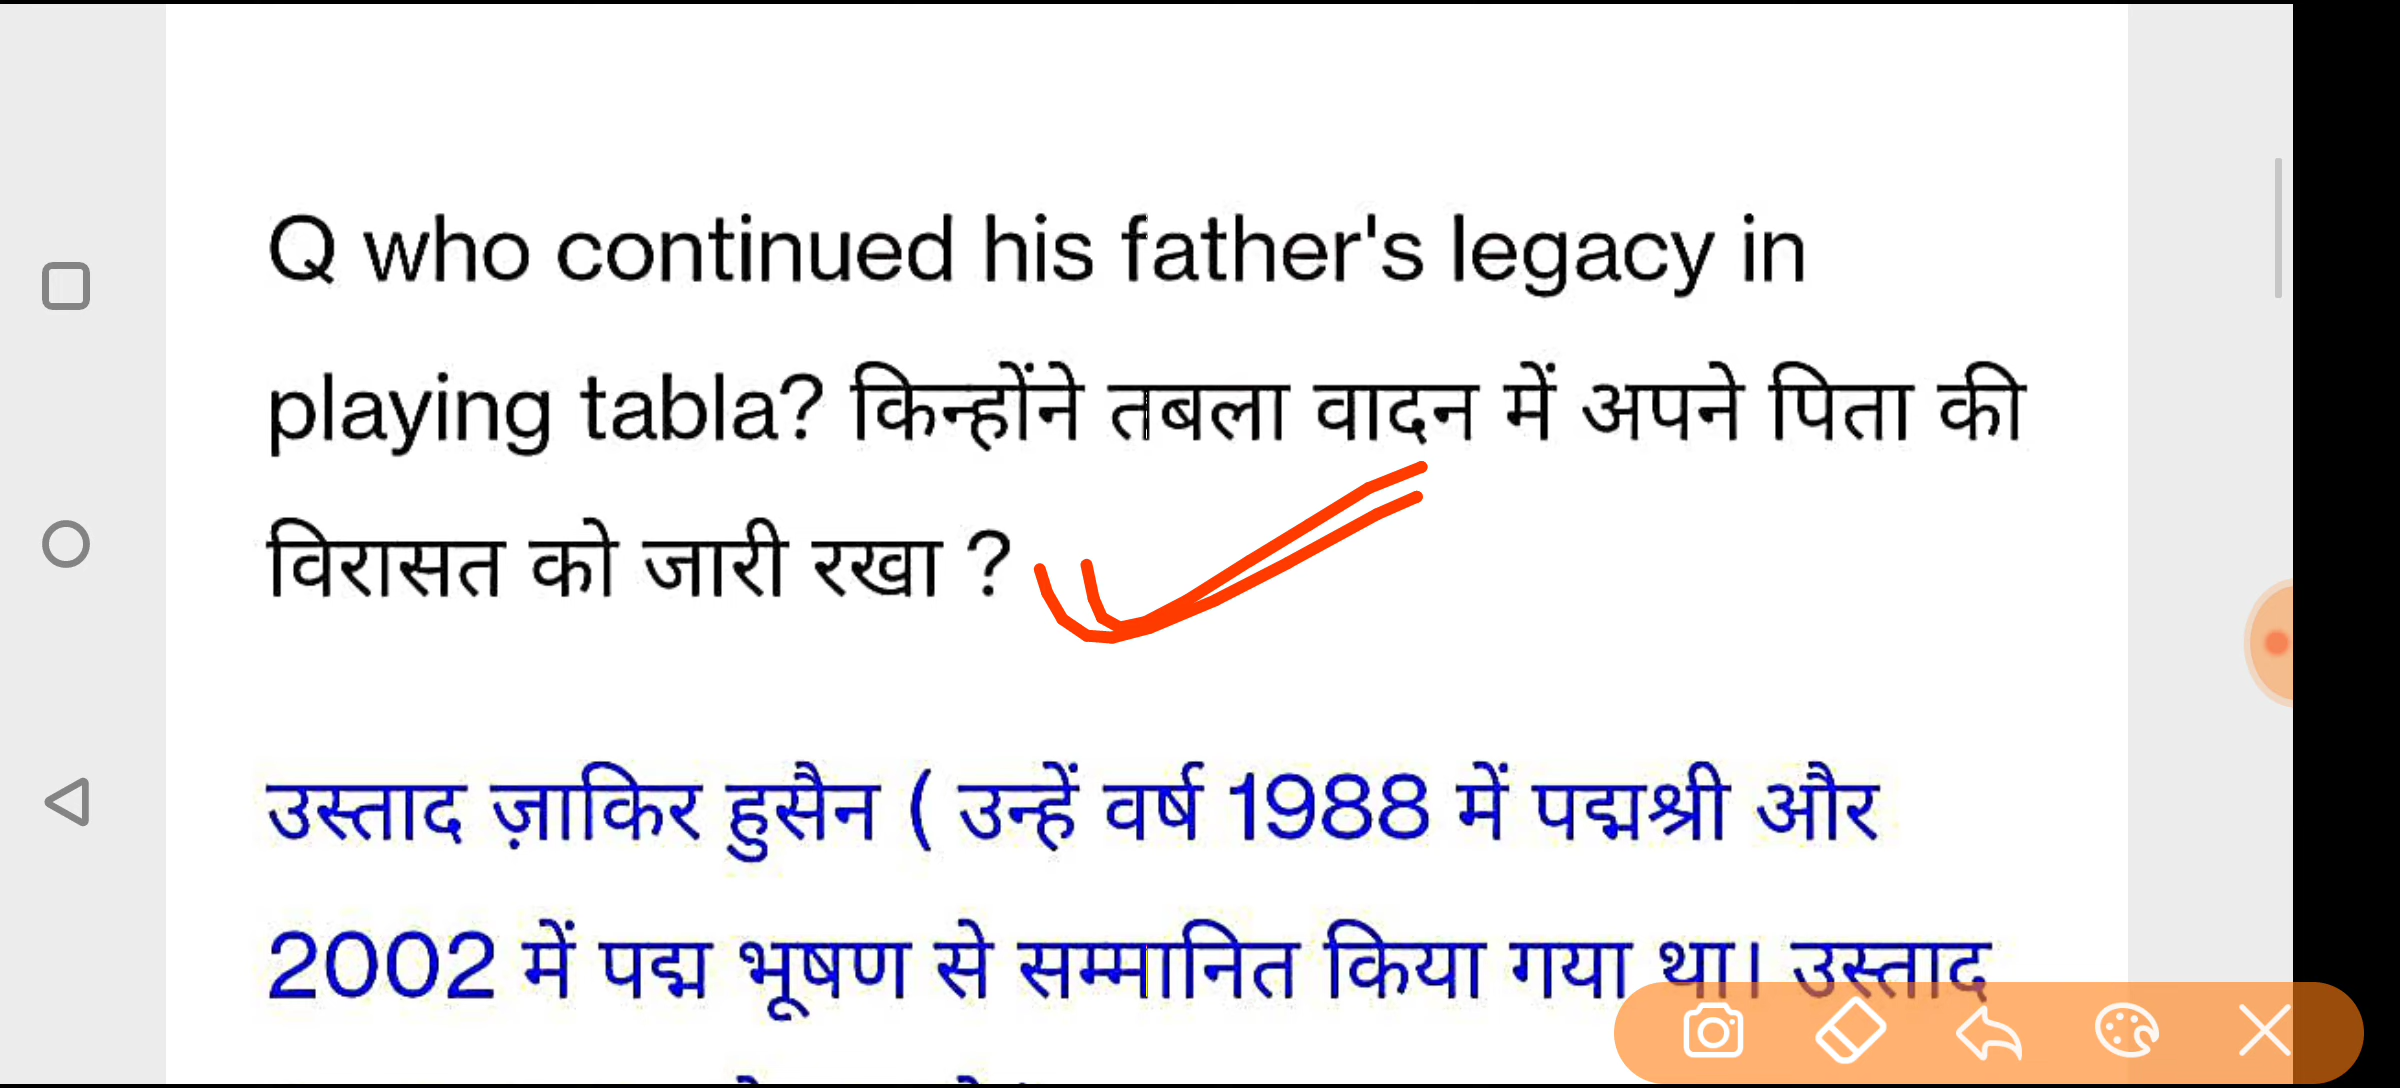 Q who continued his father's legacy in
playing tabla? किन्होंने तबला वादन में अपने पिता की
विरासत को जारी रखा ?
उस्ताद ज़ाकिर हुसैन ( उन्हें वर्ष 1988 में पद्मश्री और
2002 में पद्म भूषण से सम्मानित किया गया था। उस्ताद